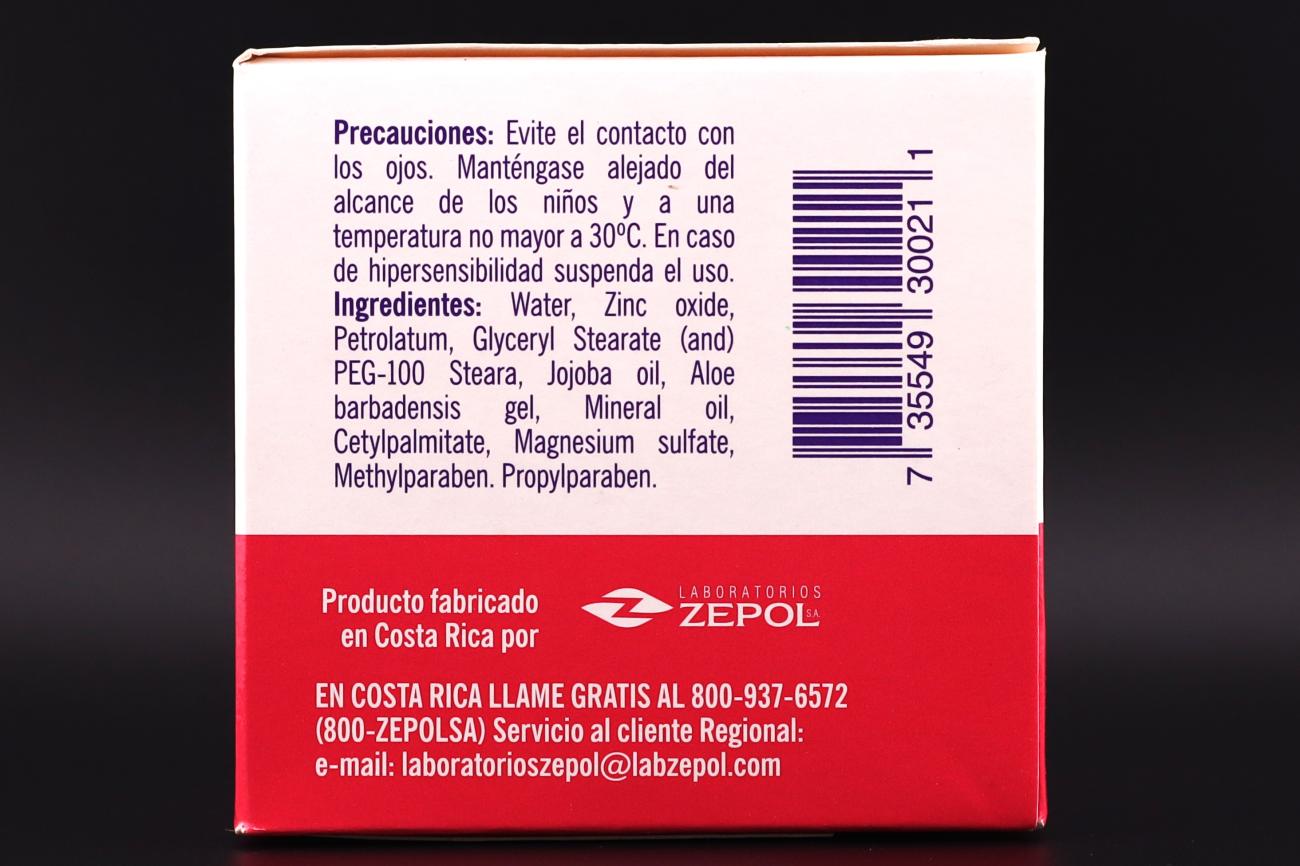 Precauciones: Evite el contacto con
los ojos. Manténgase alejado del
alcance de los niños y a una
temperatura no mayor a 30ºC. En caso
de hipersensibilidad suspenda el uso.
Ingredientes: Water, Zinc oxide,
Petrolatum, Glyceryl Stearate (and)
PEG-100 Steara, Jojoba oil, Aloe
barbadensis gel, Mineral oil,
Cetylpalmitate, Magnesium sulfate,
Methylparaben. Propylparaben.
7 35549 30021 1
Producto fabricado
en Costa Rica por
LABORATORIOS
ZEPOL S.A.
EN COSTA RICA LLAME GRATIS AL 800-937-6572
(800-ZEPOLSA) Servicio al cliente Regional:
e-mail: laboratorioszepol@labzepol.com